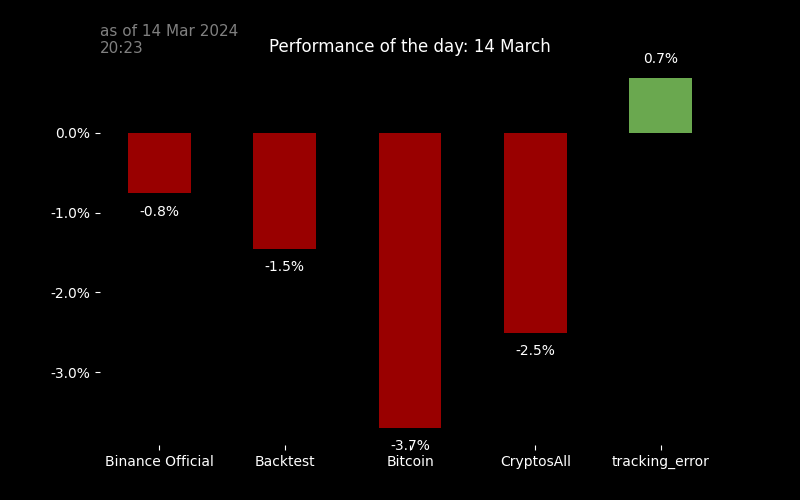 as of 14 Mar 2024
20:23
Performance of the day: 14 March
0.7%
0.0%
-1.0%
-2.0%
-3.0%
-0.8%
-1.5%
-3.7%
-2.5%
Binance Official
Backtest
Bitcoin
CryptosAll
tracking_error